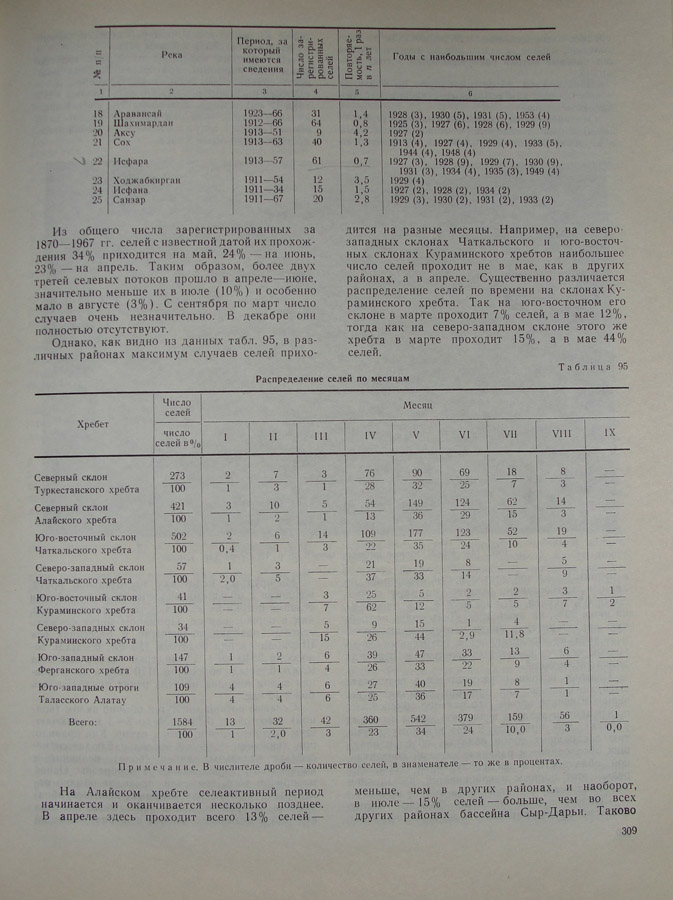 № п п | Река | Период, за который имеются сведения | Число зарегистрированных селей | Повторяемость, 1 раз в n лет | Годы с наибольшим числом селей
1 | 2 | 3 | 4 | 5 | 6
18 | Аравансай | 1923—66 | 31 | 1,4 | 1928 (3), 1930 (5), 1931 (5), 1953 (4)
19 | Шахимардан | 1912—66 | 64 | 0,8 | 1925 (3), 1927 (6), 1928 (6), 1929 (9)
20 | Аксу | 1913—51 | 9 | 4,2 | 1927 (2)
21 | Сох | 1913—63 | 40 | 1,3 | 1913 (4), 1927 (4), 1929 (4), 1933 (5),
1944 (4), 1948 (4)
22 | Исфара | 1913—57 | 61 | 0,7 | 1927 (3), 1928 (9), 1929 (7), 1930 (9),
1931 (3), 1934 (4), 1935 (3), 1949 (4)
23 | Ходжабкирган | 1911—54 | 12 | 3,5 | 1929 (4)
24 | Исфана | 1911—34 | 15 | 1,5 | 1927 (2), 1928 (2), 1934 (2)
25 | Санзар | 1911—67 | 20 | 2,8 | 1929 (3), 1930 (2), 1931 (2), 1933 (2)
Из общего числа зарегистрированных за
1870—1967 гг. селей с известной датой их прохож-
дения 34% приходится на май, 24% — на июнь,
23% — на апрель. Таким образом, более двух
третей селевых потоков прошло в апреле—июне,
значительно меньше их в июле (10%) и особенно
мало в августе (3%). С сентября по март число
случаев очень незначительно. В декабре они
полностью отсутствуют.
Однако, как видно из данных табл. 95, в раз-
личных районах максимум случаев селей прихо-
дится на разные месяцы. Например, на северо-
западных склонах Чаткальского и юго-восточ-
ных склонах Кураминского хребтов наибольшее
число селей проходит не в мае, как в других
районах, а в апреле. Существенно различается
распределение селей по времени на склонах Ку-
раминского хребта. Так на юго-восточном его
склоне в марте проходит 7% селей, а в мае 12%,
тогда как на северо-западном склоне этого же
хребта в марте проходит 15%, а в мае 44%
селей.
Таблица 95
Распределение селей по месяцам
Хребет | Число селей | Месяц
число селей в % | I | II | III | IV | V | VI | VII | VIII | IX
Северный склон | 273 | 2 | 7 | 3 | 76 | 90 | 69 | 18 | 8 | —
Туркестанского хребта | 100 | 1 | 3 | 1 | 28 | 32 | 25 | 7 | 3 | —
Северный склон | 421 | 3 | 10 | 5 | 54 | 149 | 124 | 62 | 14 | —
Алайского хребта | 100 | 1 | 2 | 1 | 13 | 36 | 29 | 15 | 3 | —
Юго-восточный склон | 502 | 2 | 6 | 14 | 109 | 177 | 123 | 52 | 19 | —
Чаткальского хребта | 100 | 0,4 | 1 | 3 | 22 | 35 | 24 | 10 | 4 | —
Северо-западный склон | 57 | 1 | 3 | — | 21 | 19 | 8 | — | 5 | —
Чаткальского хребта | 100 | 2,0 | 5 | — | 37 | 33 | 14 | — | 9 | —
Юго-восточный склон | 41 | — | — | 3 | 25 | 5 | 2 | 2 | 3 | 1
Кураминского хребта | 100 | — | — | 7 | 62 | 12 | 5 | 5 | 7 | 2
Северо-западных склон | 34 | — | — | 5 | 9 | 15 | 1 | 4 | — | —
Кураминского хребта | 100 | — | — | 15 | 26 | 44 | 2,9 | 11,8 | — | —
Юго-западный склон | 147 | 1 | 2 | 6 | 39 | 47 | 33 | 13 | 6 | —
Ферганского хребта | 100 | 1 | 1 | 4 | 26 | 33 | 22 | 9 | 4 | —
Юго-западные отроги | 109 | 4 | 4 | 6 | 27 | 40 | 19 | 8 | 1 | —
Таласского Алатау | 100 | 4 | 4 | 6 | 25 | 36 | 17 | 7 | 1 | —
Всего: | 1584 | 13 | 32 | 42 | 360 | 542 | 379 | 159 | 56 | 1
100 | 1 | 2,0 | 3 | 23 | 34 | 24 | 10,0 | 3 | 0,0
Примечание. В числителе дроби — количество селей, в знаменателе — то же в процентах.
На Алайском хребте селеактивный период
начинается и оканчивается несколько позднее.
В апреле здесь проходит всего 13% селей —
меньше, чем в других районах, и наоборот,
в июле — 15% селей — больше, чем во всех
других районах бассейна Сыр-Дарьи. Таково
309